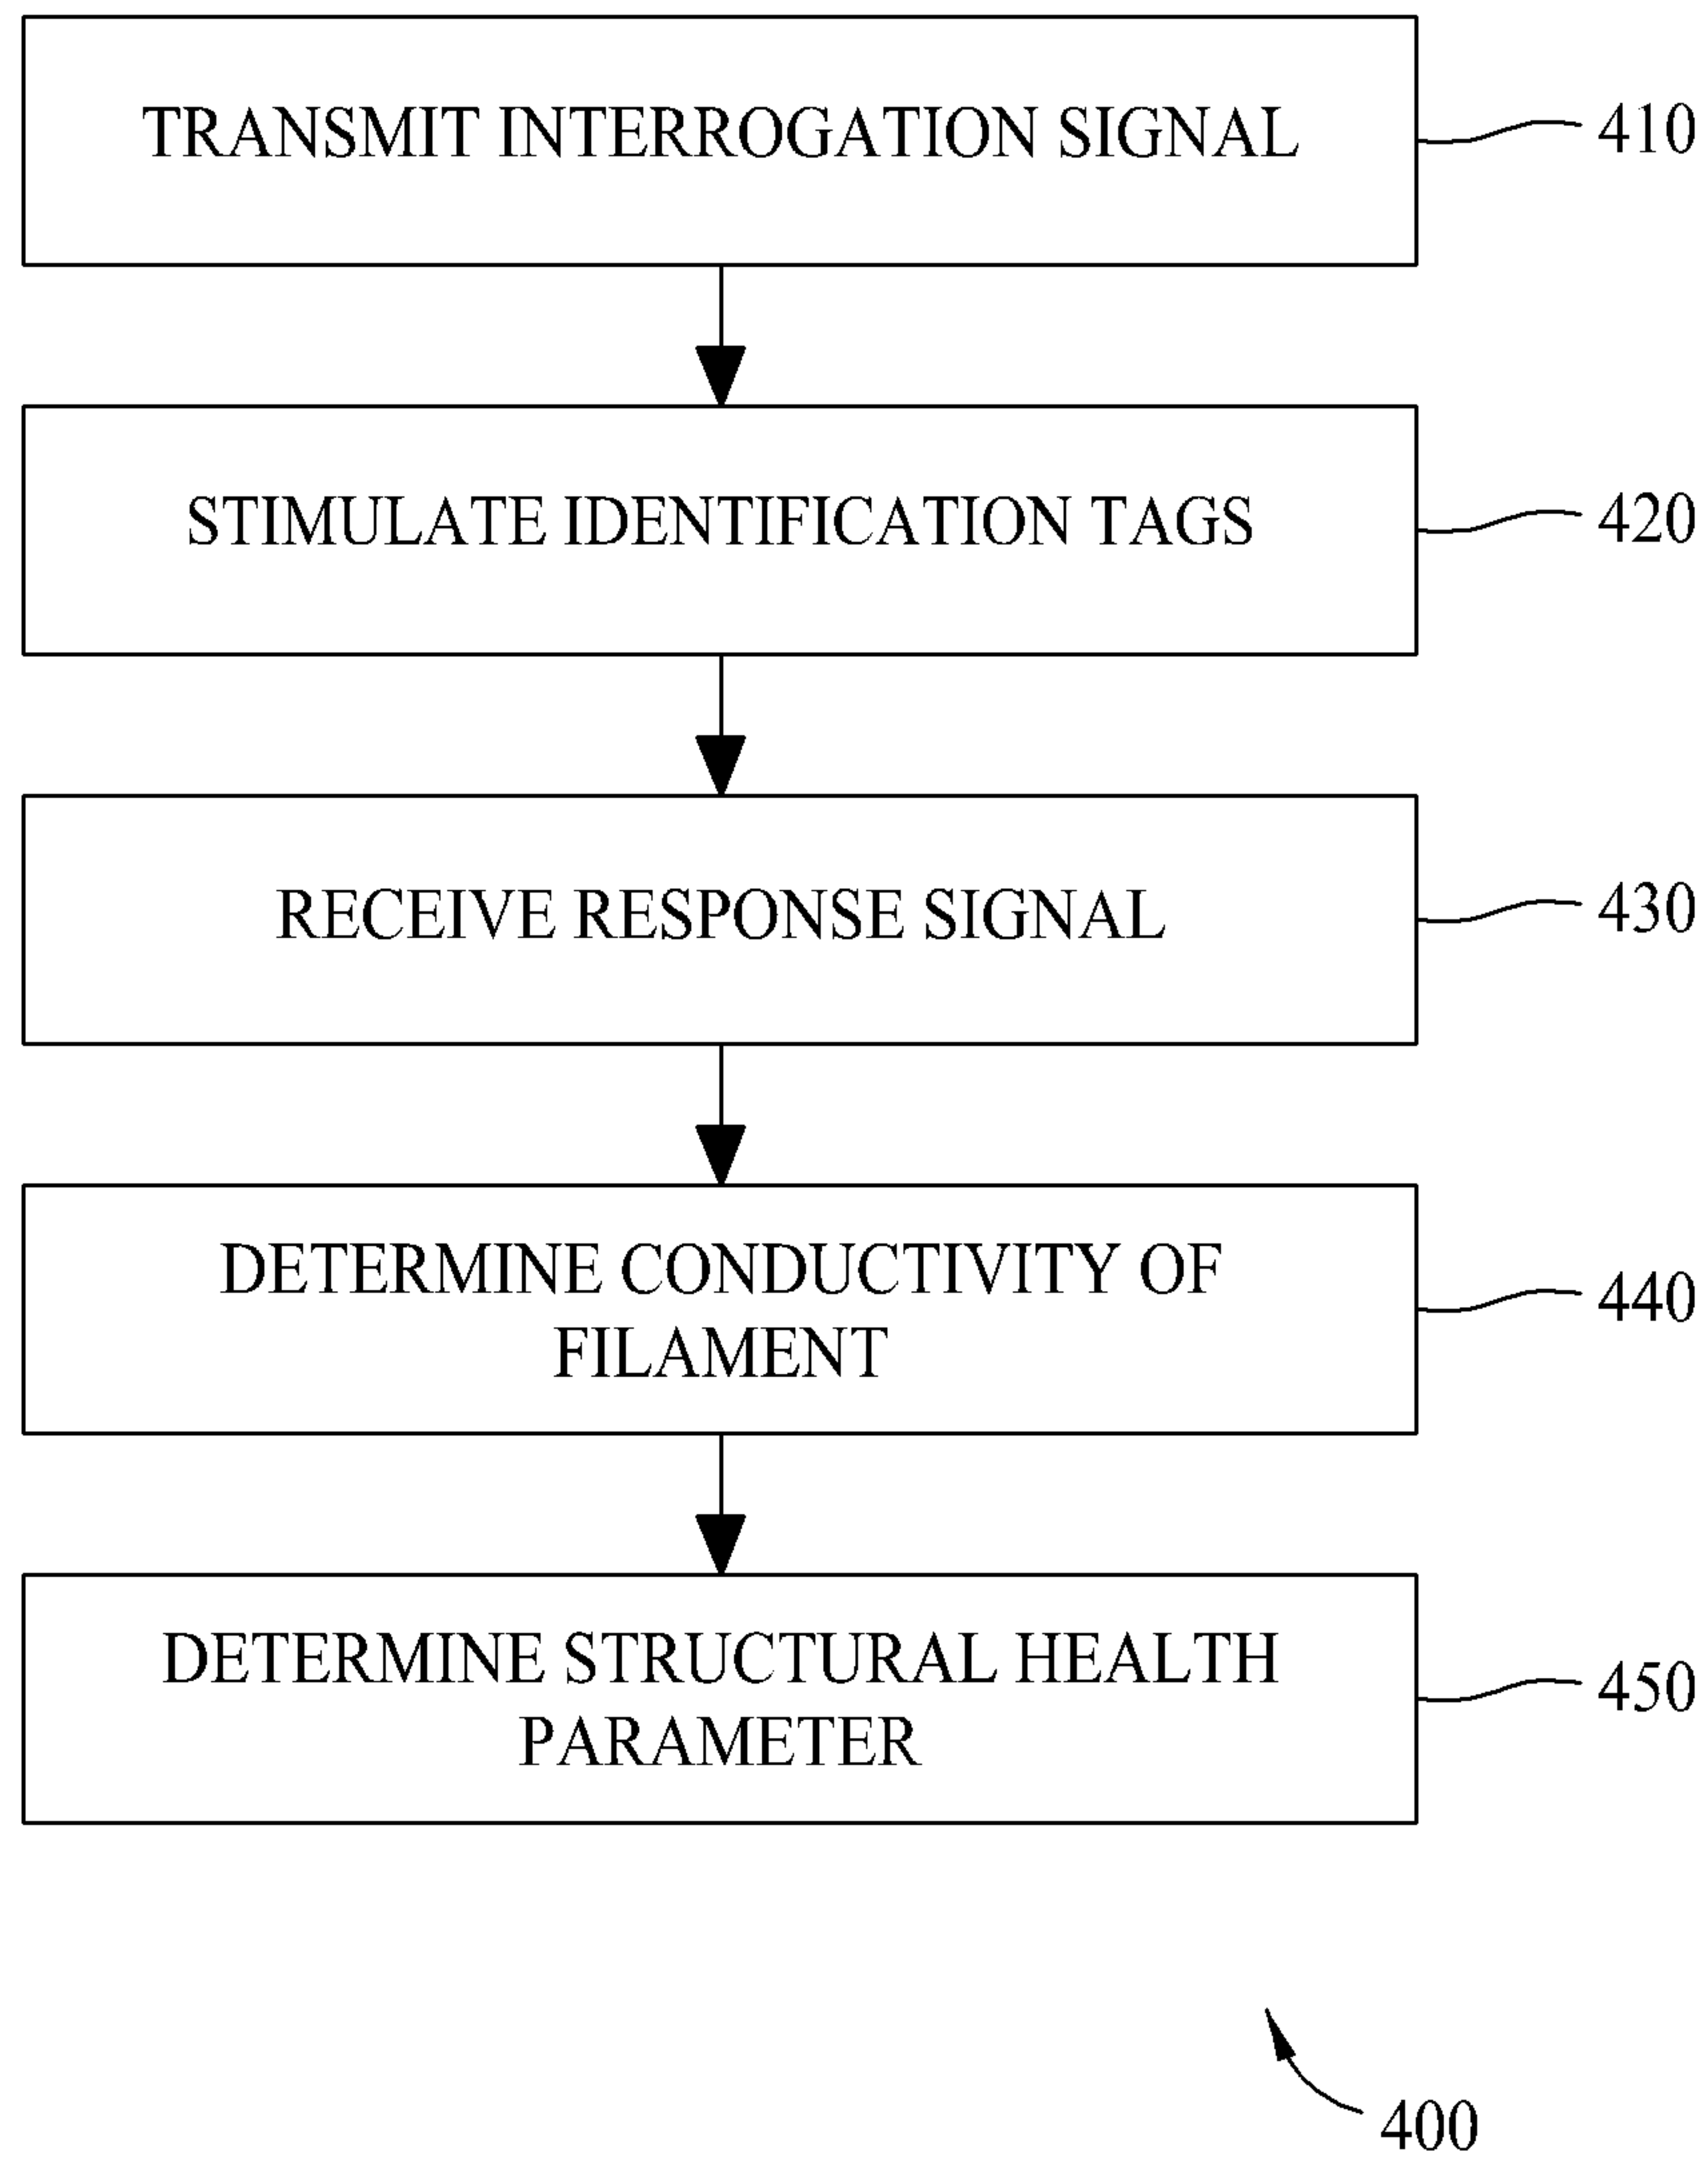 TRANSMIT INTERROGATION SIGNAL
410
STIMULATE IDENTIFICATION TAGS
420
RECEIVE RESPONSE SIGNAL
430
DETERMINE CONDUCTIVITY OF
FILAMENT
440
DETERMINE STRUCTURAL HEALTH
PARAMETER
450
400